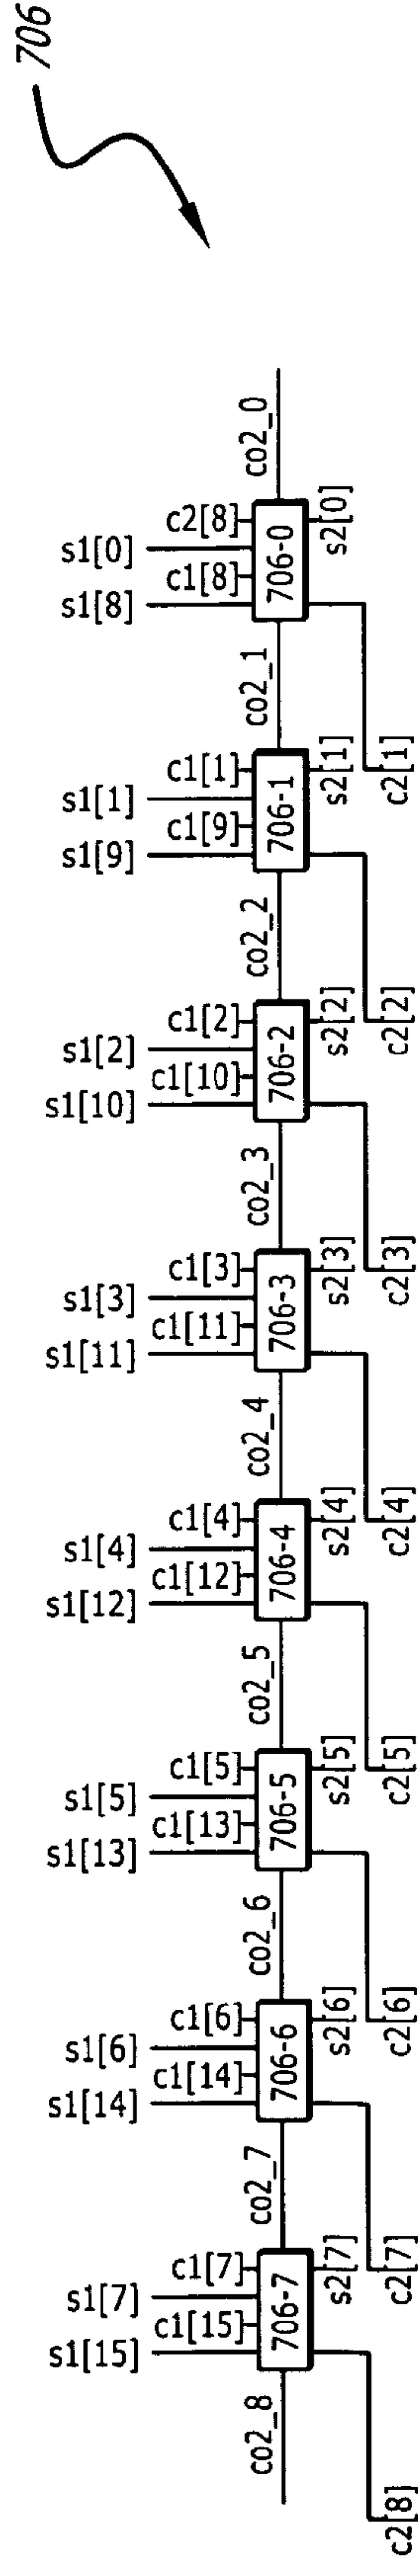 706
co2_0
c2[8]
s1[0]
c1[8]
s1[8]
706-0
s2[0]
co2_1
c1[1]
s1[1]
c1[9]
s1[9]
706-1
s2[1]
c2[1]
co2_2
c1[2]
s1[2]
c1[10]
s1[10]
706-2
s2[2]
c2[2]
co2_3
c1[3]
s1[3]
c1[11]
s1[11]
706-3
s2[3]
c2[3]
co2_4
c1[4]
s1[4]
c1[12]
s1[12]
706-4
s2[4]
c2[4]
co2_5
c1[5]
s1[5]
c1[13]
s1[13]
706-5
s2[5]
c2[5]
co2_6
c1[6]
s1[6]
c1[14]
s1[14]
706-6
s2[6]
c2[6]
co2_7
c1[7]
s1[7]
c1[15]
s1[15]
706-7
s2[7]
c2[7]
co2_8
c2[8]